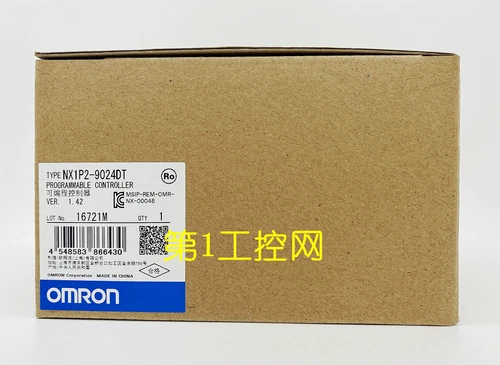 TYPE NX1P2-9024DT
PROGRAMMABLE CONTROLLER
可编程控制器
VER. 1.42
Ro
MSIP-REM-OMR-
NX-00046
LOT No. 16721M QTY. 1
4 548583 866430
第1工控网
合格
OMRON Corporation MADE IN CHINA
OMRON